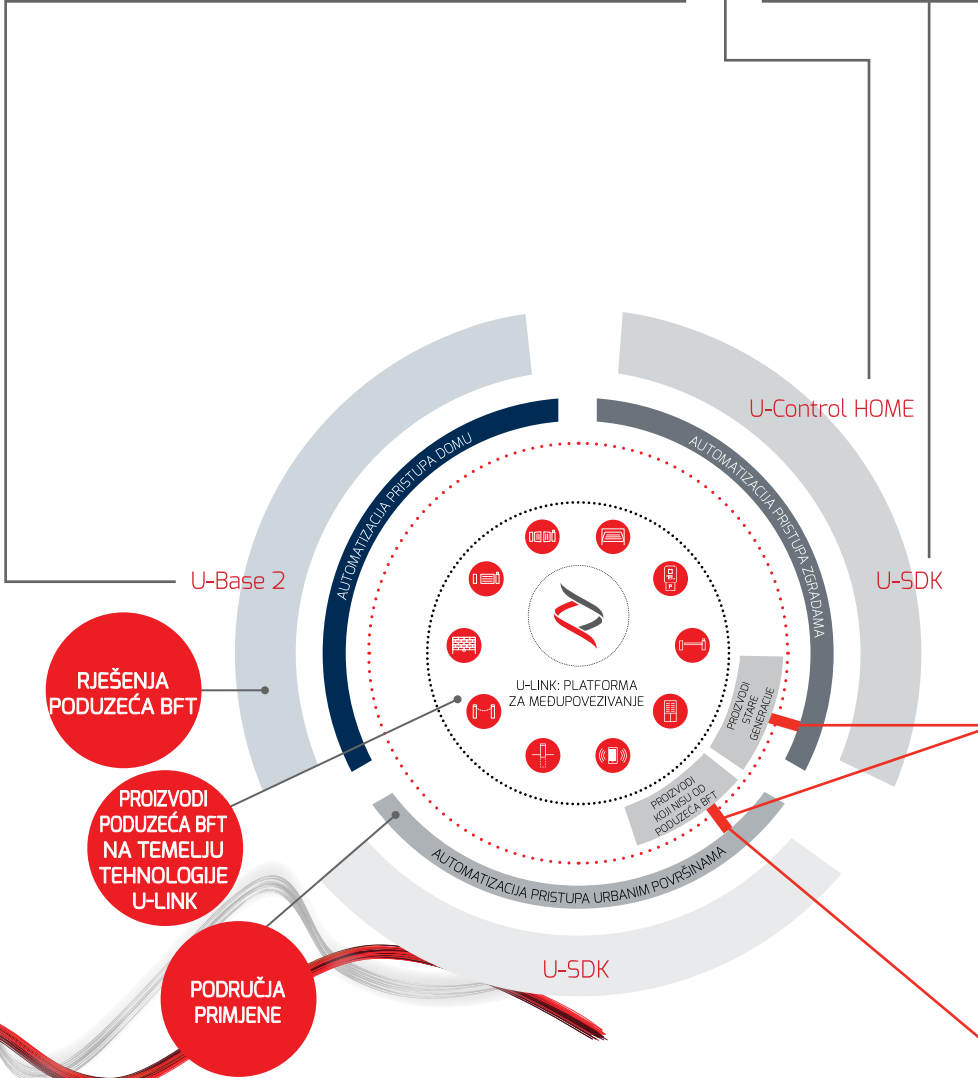 U-Control HOME
AUTOMATIZACIJA PRISTUPA DOMU
AUTOMATIZACIJA PRISTUPA ZGRADAMA
U-Base 2
U-SDK
RJEŠENJA
PODUZEĆA BFT
U-LINK: PLATFORMA
ZA MEĐUPOVEZIVANJE
P
PROIZVODI
STARE
GENERACIJE
PROIZVODI
KOJI NISU OD
PODUZEĆA BFT
PROIZVODI
PODUZEĆA BFT
NA TEMELJU
TEHNOLOGIJE
U-LINK
AUTOMATIZACIJA PRISTUPA URBANIM POVRŠINAMA
U-SDK
PODRUČJA
PRIMJENE